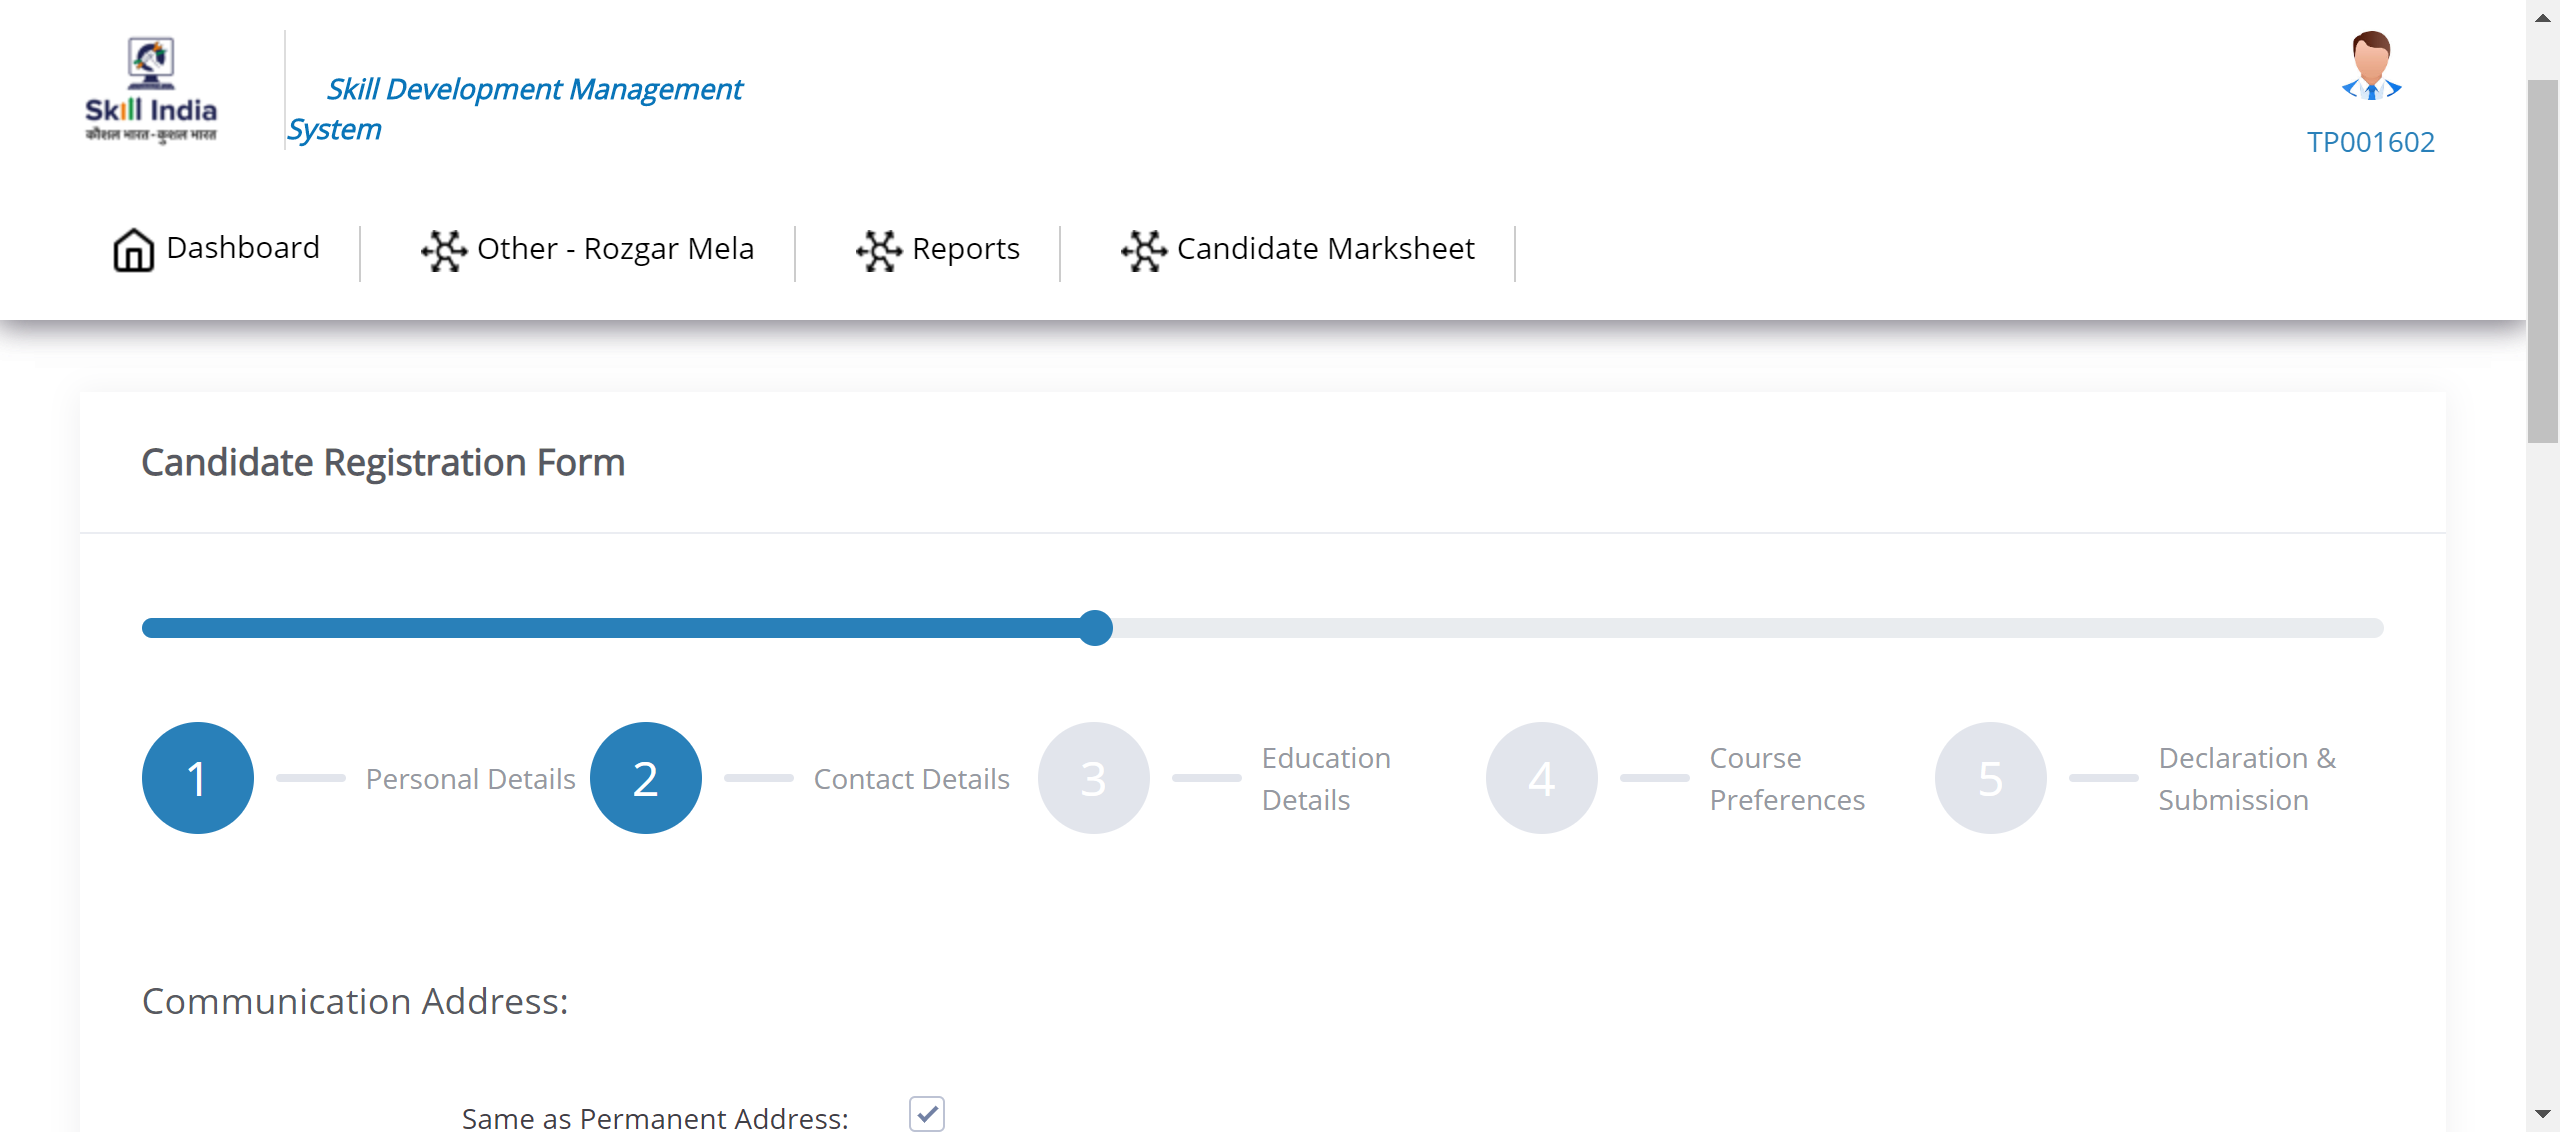 Skill India
कौशल भारत-कुशल भारत
Skill Development Management
System
TP001602
Dashboard
Other - Rozgar Mela
Reports
Candidate Marksheet
Candidate Registration Form
1
Personal Details
2
Contact Details
3
Education
Details
4
Course
Preferences
5
Declaration &
Submission
Communication Address:
Same as Permanent Address: